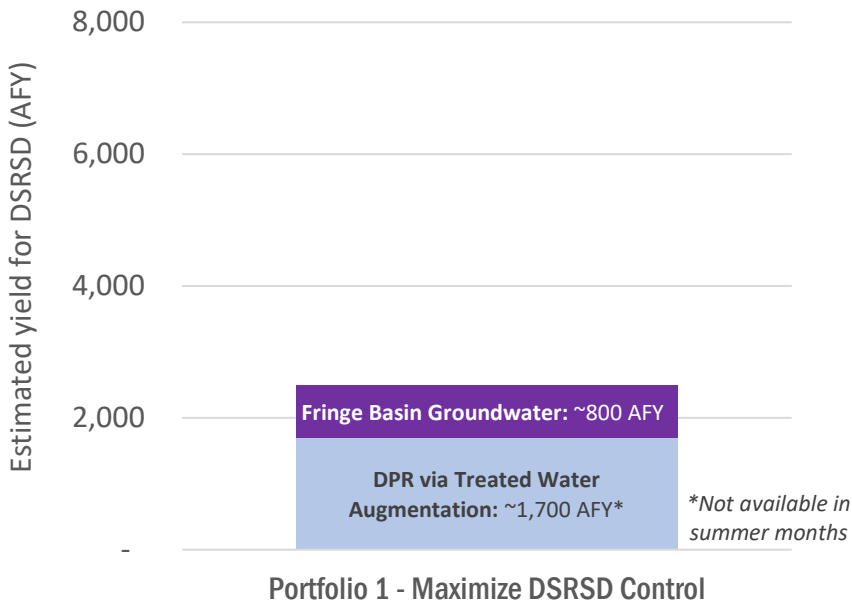 Estimated yield for DSRSD (AFY)
8,000
6,000
4,000
2,000
-
Fringe Basin Groundwater: ~800 AFY
DPR via Treated Water
Augmentation: ~1,700 AFY*
*Not available in
summer months
Portfolio 1 - Maximize DSRSD Control